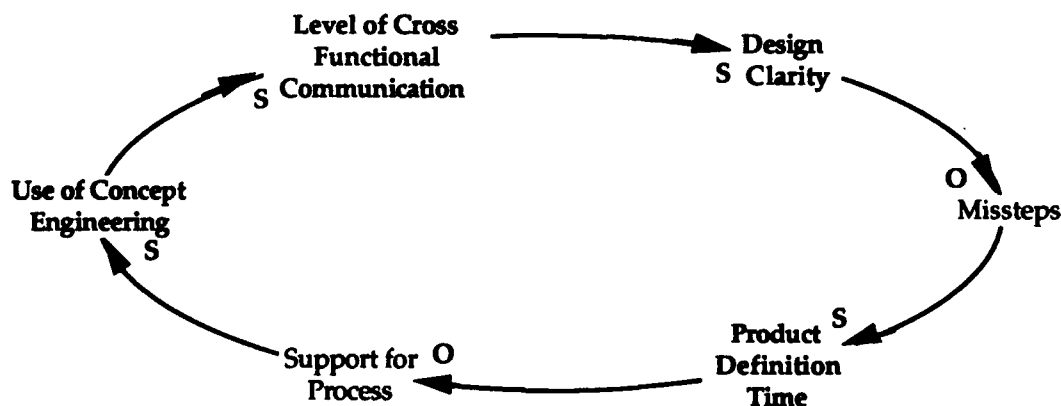 Level of Cross
Functional
Communication
S
Design
Clarity
S
O
Missteps
S
Product
Definition
Time
O
Support for
Process
S
Use of Concept
Engineering